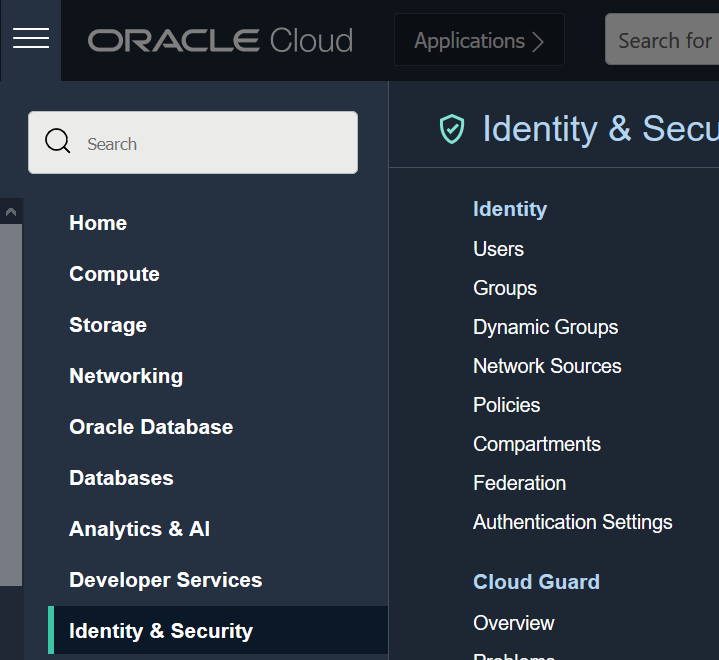 ORACLE Cloud
Applications
Search for
Search
Home
Compute
Storage
Networking
Oracle Database
Databases
Analytics & AI
Developer Services
Identity & Security
Identity & Secu
Identity
Users
Groups
Dynamic Groups
Network Sources
Policies
Compartments
Federation
Authentication Settings
Cloud Guard
Overview
Problems